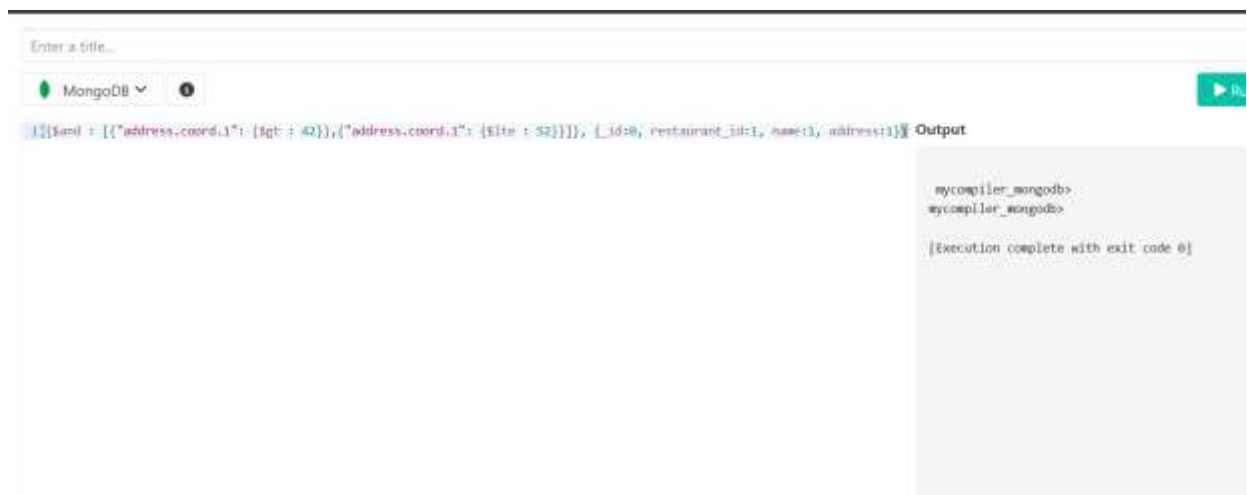 Enter a title...
MongoDB
Run
1 [{$and : [{"address.coord.1": {$gt : 42}},{"address.coord.1": {$lte : 52}}]}, {_id:0, restaurant_id:1, name:1, address:1}]
Output
mycompiler_mongodb>
mycompiler_mongodb>
[Execution complete with exit code 0]